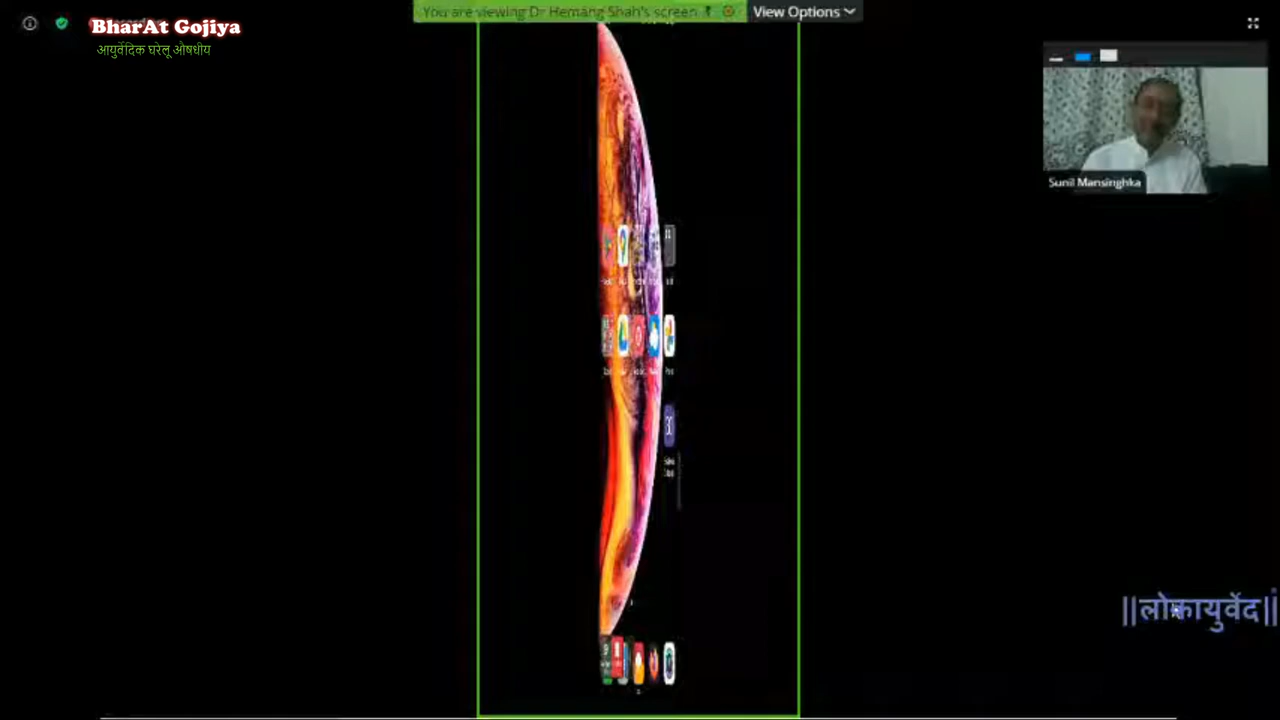 You are viewing Dr Hemang Shah's screen
View Options
BharAt Gojiya
आयुर्वेदिक घरेलू औषधीय
Sunil Mansinghka
||लोकायुर्वेद||